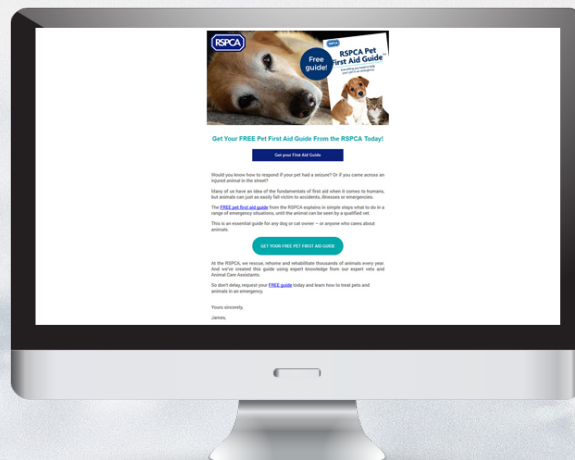 RSPCA
Free
guide!
RSPCA
RSPCA Pet
First Aid Guide
Get Your FREE Pet First Aid Guide From the RSPCA Today!
Get your First Aid Guide
Would you know how to respond if your pet had a seizure? Or if you came across an
injured animal in the street?
Many of us have an idea of the fundamentals of first aid when it comes to humans,
but animals can just as easily fall victim to accidents, illnesses or emergencies.
The FREE pet first aid guide from the RSPCA explains in simple steps what to do in a
range of emergency situations, until the animal can be seen by a qualified vet.
This is an essential guide for any dog or cat owner – or anyone who cares about
animals.
GET YOUR FREE PET FIRST AID GUIDE
At the RSPCA, we rescue, rehome and rehabilitate thousands of animals every year.
And we've created this guide using expert knowledge from our expert vets and
Animal Care Assistants.
So don't delay, request your FREE guide today and learn how to treat pets and
animals in an emergency.
Yours sincerely,
James,